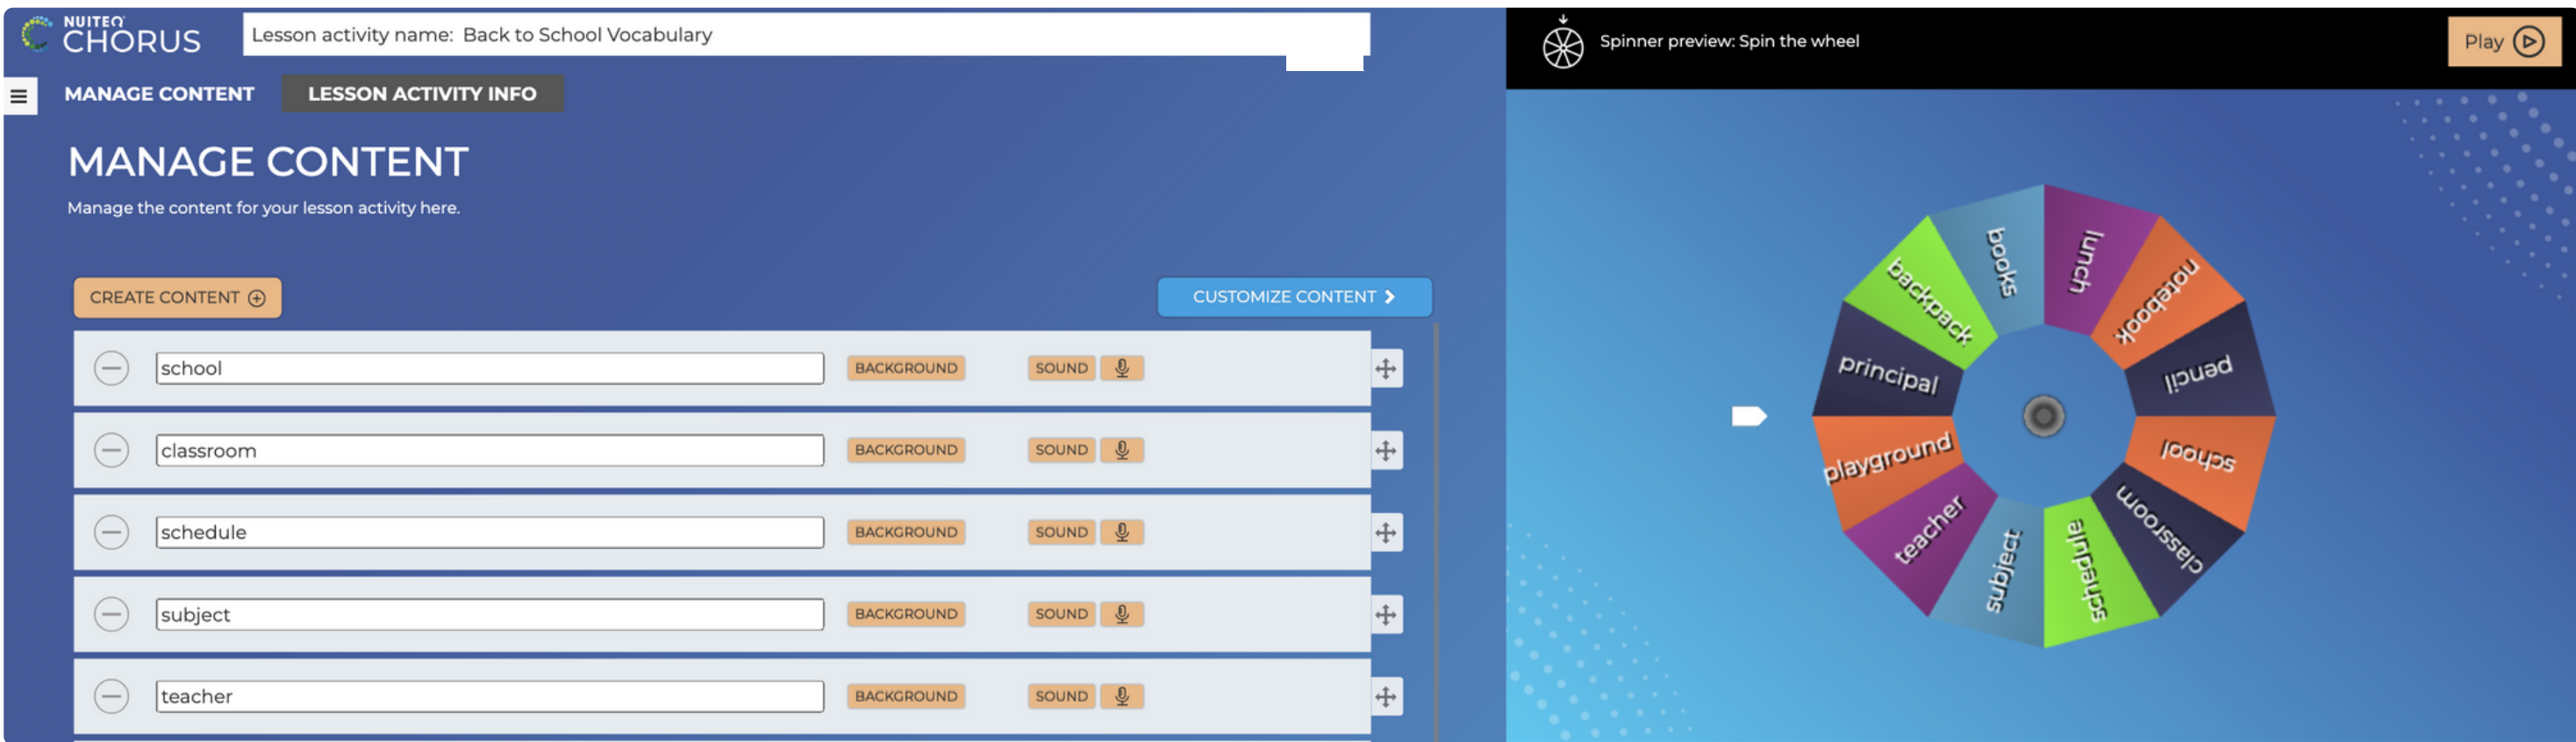 NUITEQ
CHORUS
Lesson activity name: Back to School Vocabulary
MANAGE CONTENT
LESSON ACTIVITY INFO
MANAGE CONTENT
Manage the content for your lesson activity here.
CREATE CONTENT
CUSTOMIZE CONTENT
school
BACKGROUND
SOUND
classroom
BACKGROUND
SOUND
schedule
BACKGROUND
SOUND
subject
BACKGROUND
SOUND
teacher
BACKGROUND
SOUND
Spinner preview: Spin the wheel
Play
lunch
notebook
pencil
school
classroom
schedule
subject
teacher
playground
principal
backpack
books